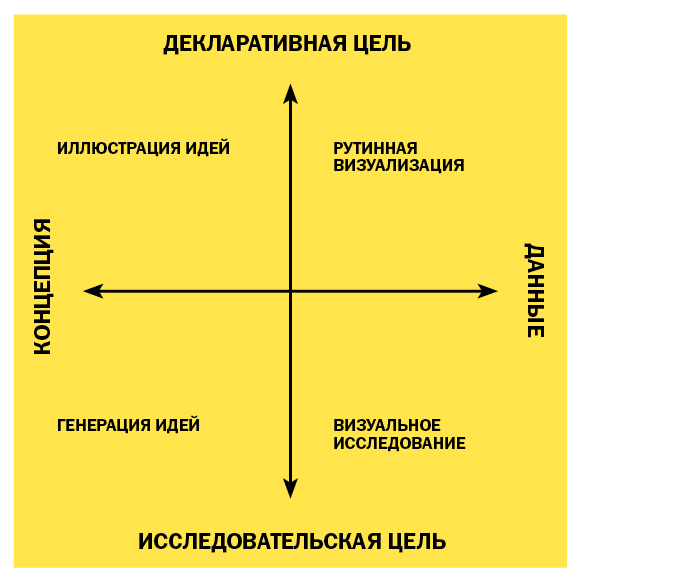 ДЕКЛАРАТИВНАЯ ЦЕЛЬ
ИЛЛЮСТРАЦИЯ ИДЕЙ
РУТИННАЯ
ВИЗУАЛИЗАЦИЯ
КОНЦЕПЦИЯ
ДАННЫЕ
ГЕНЕРАЦИЯ ИДЕЙ
ВИЗУАЛЬНОЕ
ИССЛЕДОВАНИЕ
ИССЛЕДОВАТЕЛЬСКАЯ ЦЕЛЬ